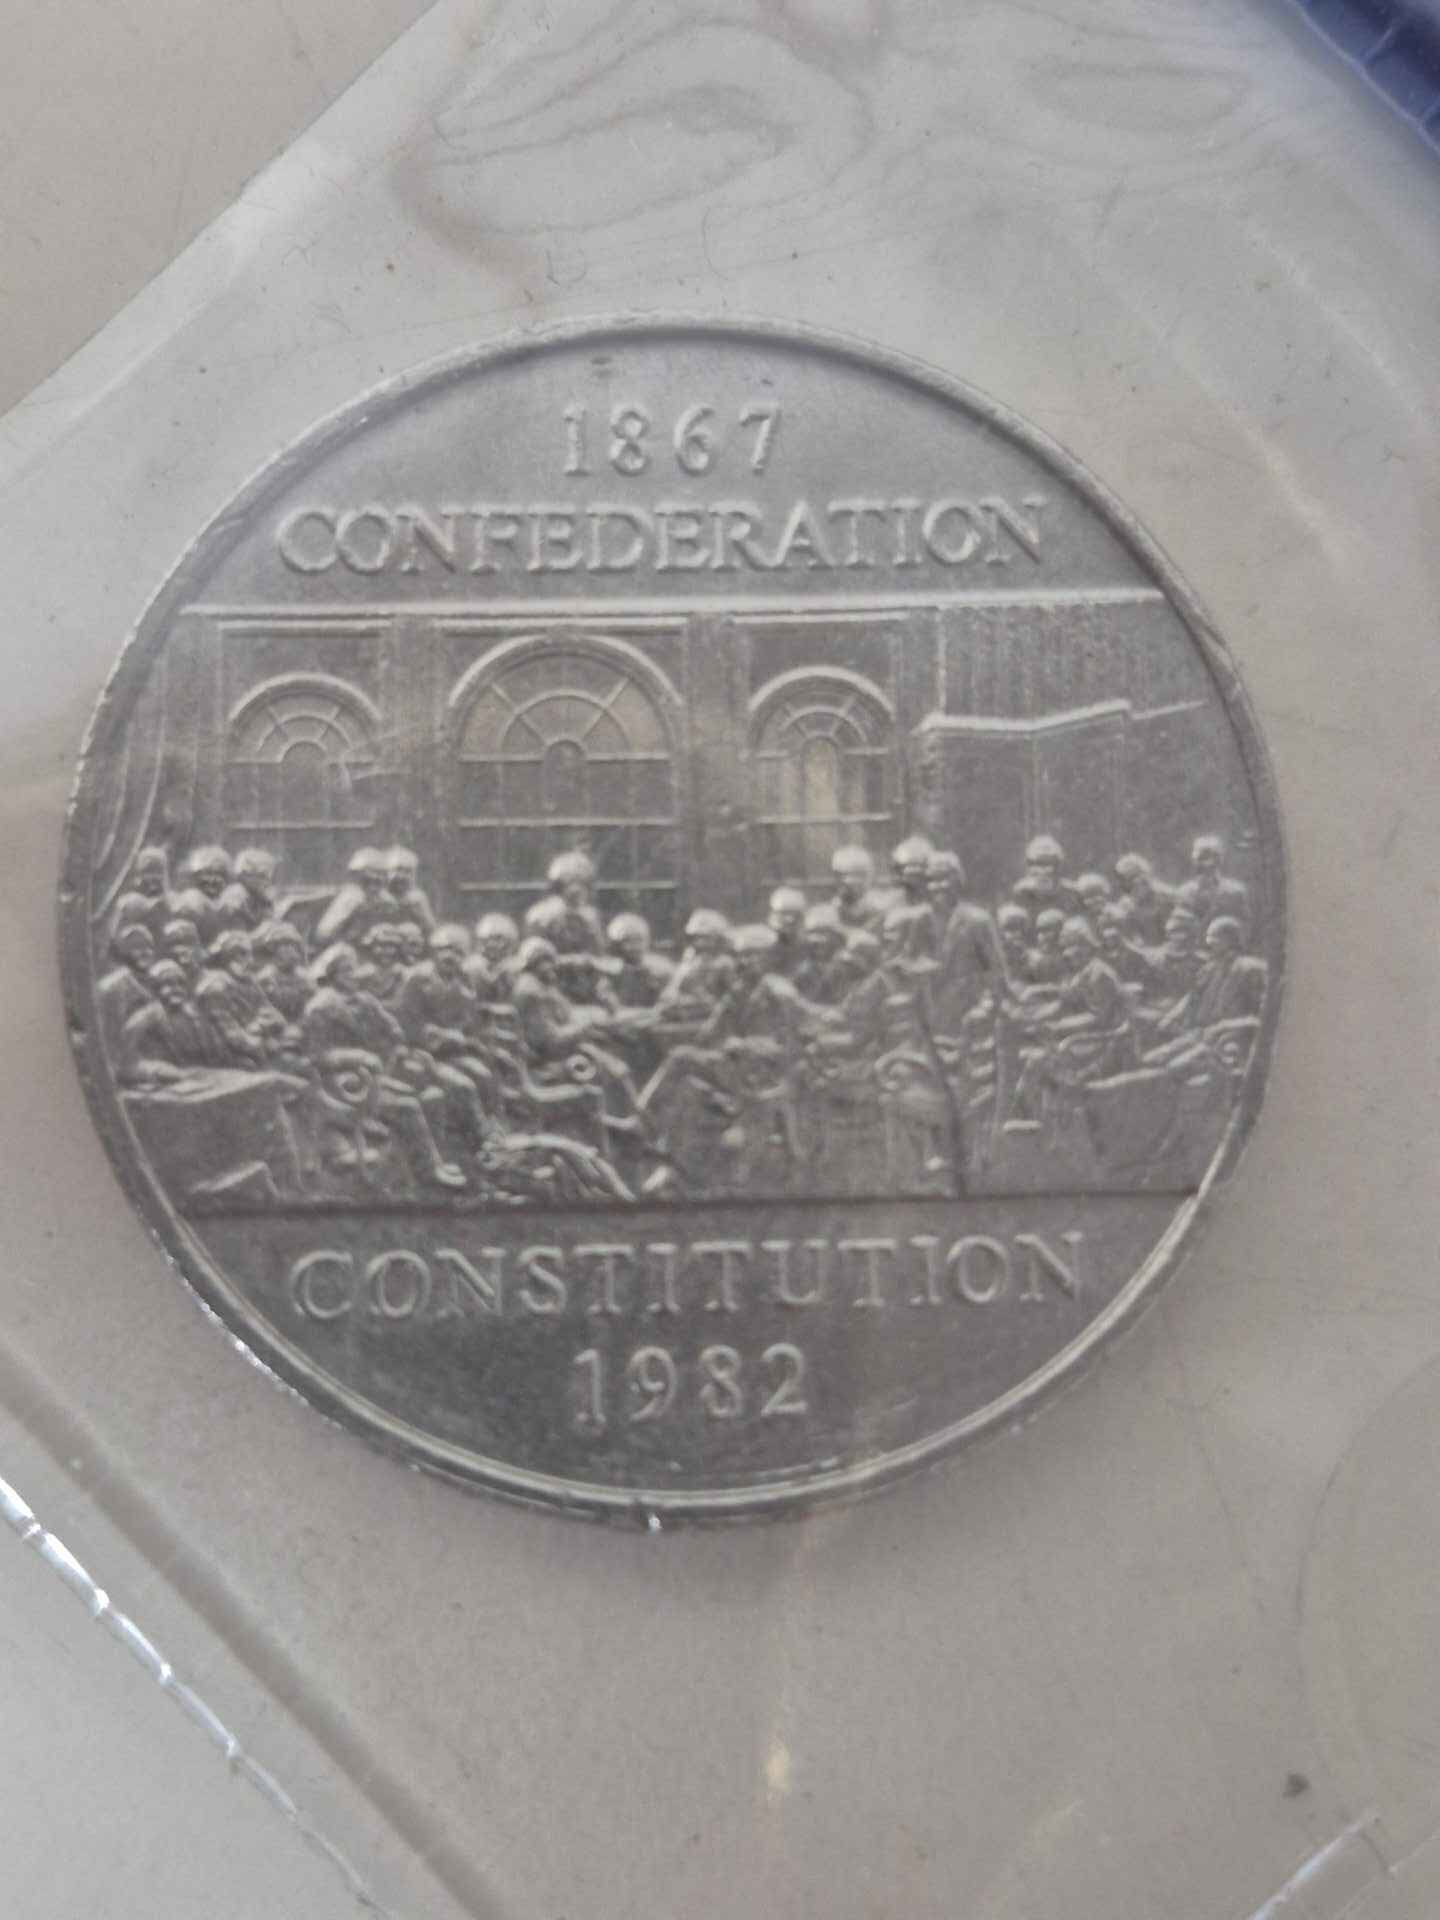 1867
CONFEDERATION
CONSTITUTION
1982